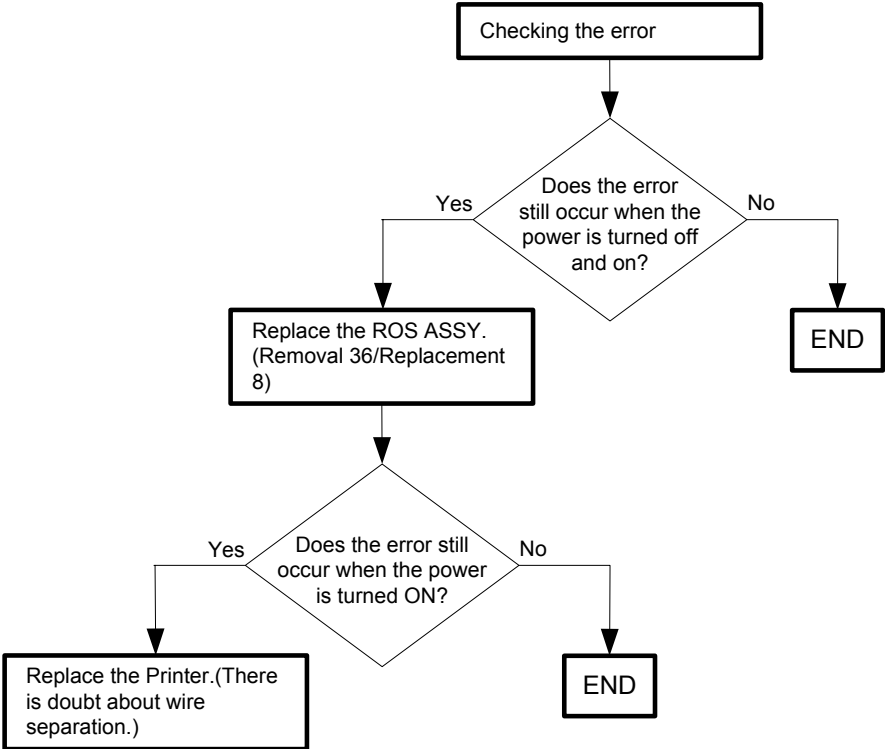 Checking the error
Does the error
still occur when the
power is turned off
and on?
Yes
No
Replace the ROS ASSY.
(Removal 36/Replacement
8)
END
Does the error still
occur when the power
is turned ON?
Yes
No
Replace the Printer.(There
is doubt about wire
separation.)
END